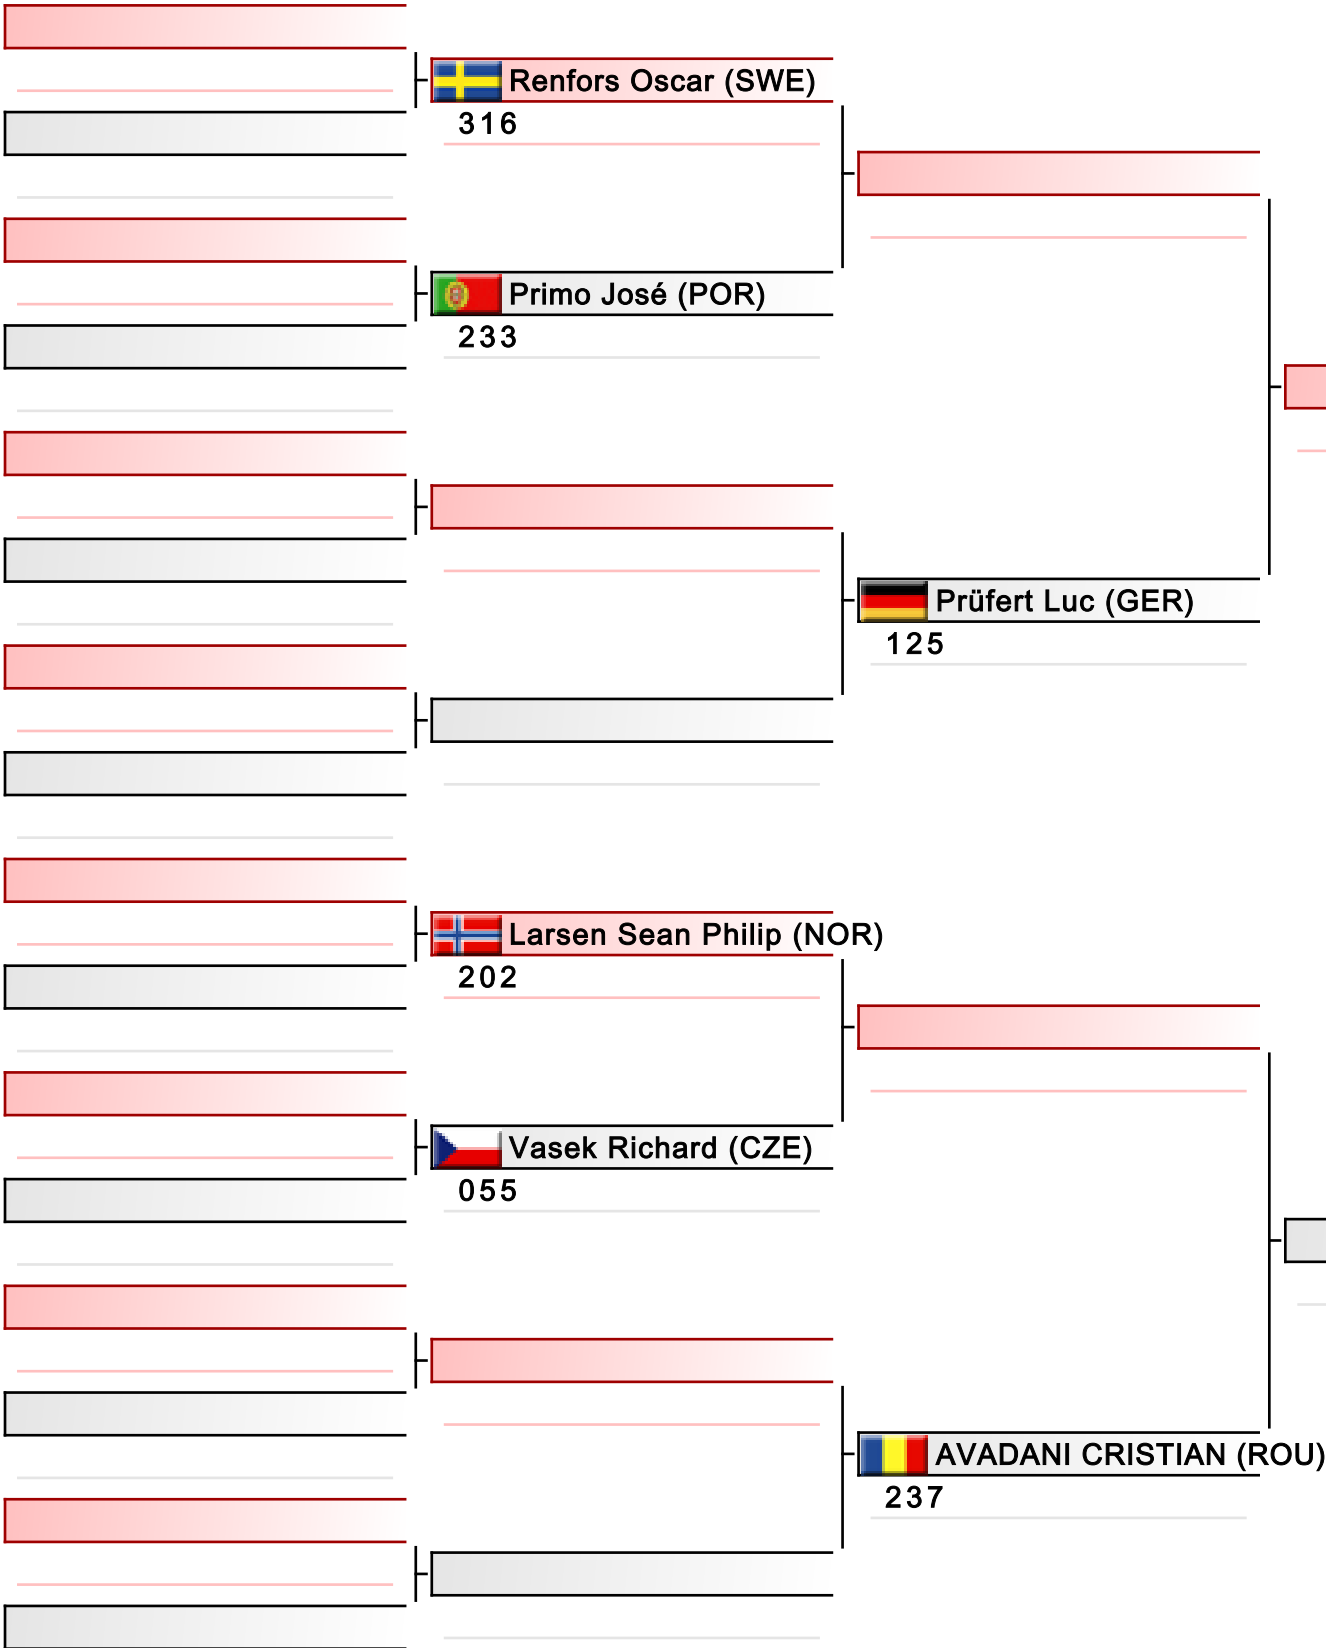 Renfors Oscar (SWE)
316
Primo José (POR)
233
Prüfert Luc (GER)
125
Larsen Sean Philip (NOR)
202
Vasek Richard (CZE)
055
AVADANI CRISTIAN (ROU)
237